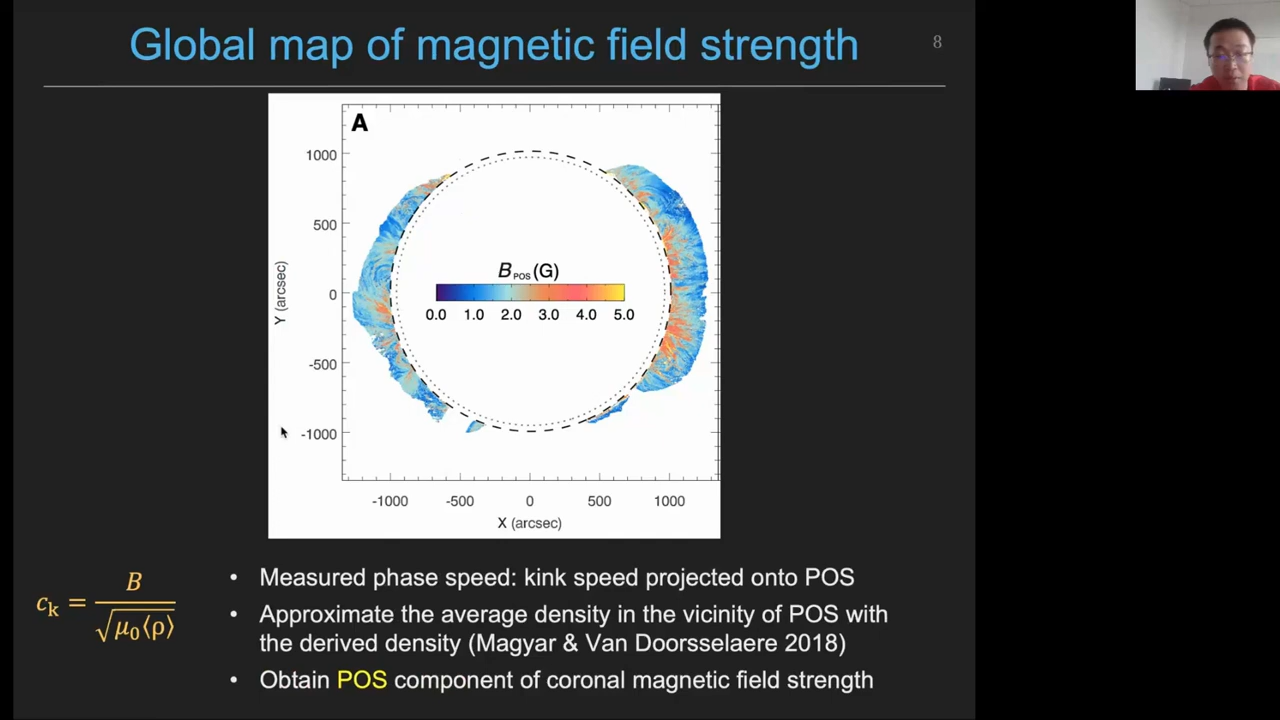 Global map of magnetic field strength
8
A
1000
500
0
-500
-1000
Y (arcsec)
B POS (G)
0.0 1.0 2.0 3.0 4.0 5.0
-1000 -500 0 500 1000
X (arcsec)
c_k = B / √μ₀⟨ρ⟩
• Measured phase speed: kink speed projected onto POS
• Approximate the average density in the vicinity of POS with
the derived density (Magyar & Van Doorsselaere 2018)
• Obtain POS component of coronal magnetic field strength